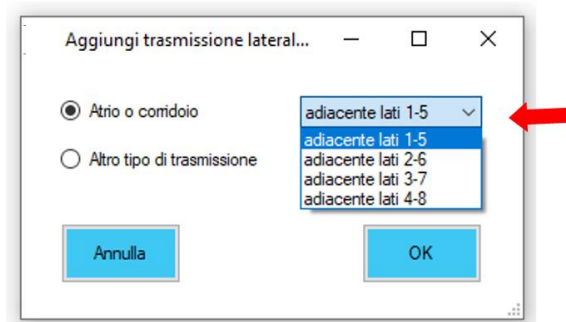 Aggiungi trasmissione lateral...
Atrio o corridoio adiacente lati 1-5
adiacente lati 1-5
Altro tipo di trasmissione adiacente lati 2-6
adiacente lati 3-7
adiacente lati 4-8
Annulla OK